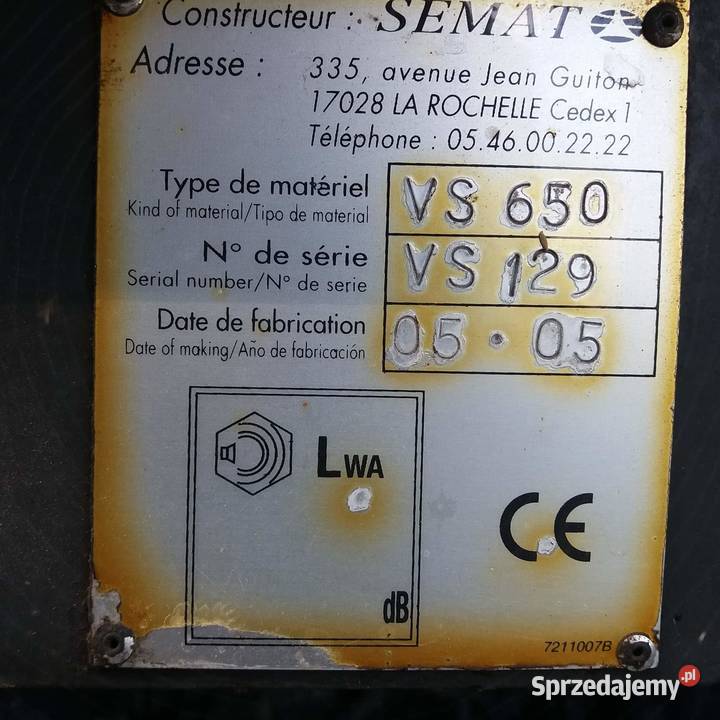 Constructeur : SEMAT
Adresse : 335, avenue Jean Guiton
17028 LA ROCHELLE Cedex 1
Téléphone : 05.46.00.22.22
Type de matériel VS 650
Kind of material/Tipo de material
N° de série VS 129
Serial number/N° de serie
Date de fabrication 05 • 05
Date of making/Año de fabricación
LWA
dB
CE
7211007B
Sprzedajemy.pl